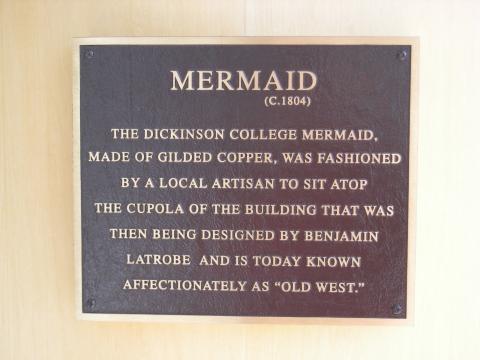 MERMAID
(C.1804)
THE DICKINSON COLLEGE MERMAID,
MADE OF GILDED COPPER, WAS FASHIONED
BY A LOCAL ARTISAN TO SIT ATOP
THE CUPOLA OF THE BUILDING THAT WAS
THEN BEING DESIGNED BY BENJAMIN
LATROBE AND IS TODAY KNOWN
AFFECTIONATELY AS “OLD WEST.”